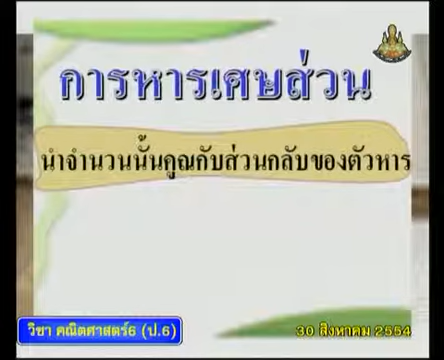 การหารเศษส่วน
นำจำนวนนั้นคูณกับส่วนกลับของตัวหาร
วิชา คณิตศาสตร์6 (ป.6)
30 สิงหาคม 2554